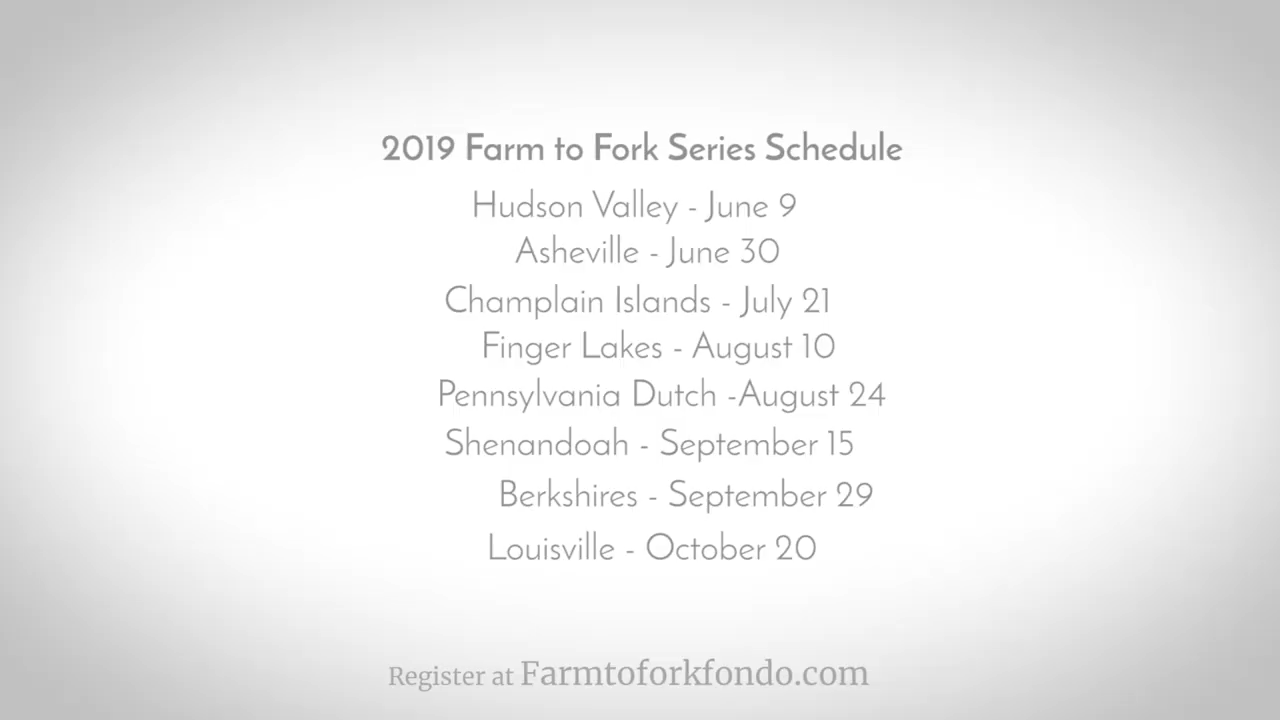 2019 Farm to Fork Series Schedule
Hudson Valley - June 9
Asheville - June 30
Champlain Islands - July 21
Finger Lakes - August 10
Pennsylvania Dutch -August 24
Shenandoah - September 15
Berkshires - September 29
Louisville - October 20
Register at Farmtoforkfondo.com